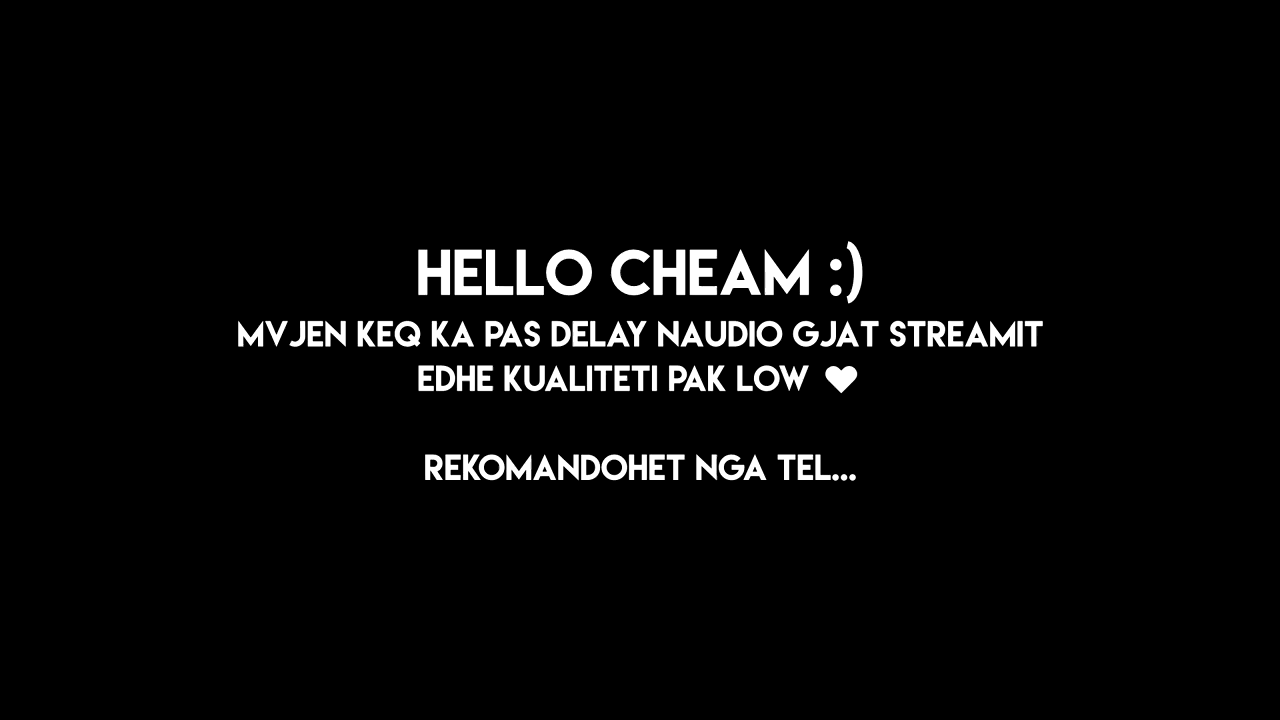 HELLO CHEAM :)
MVJEN KEQ KA PAS DELAY NAUDIO GJAT STREAMIT
EDHE KUALITETI PAK LOW ♥
REKOMANDOHET NGA TEL...